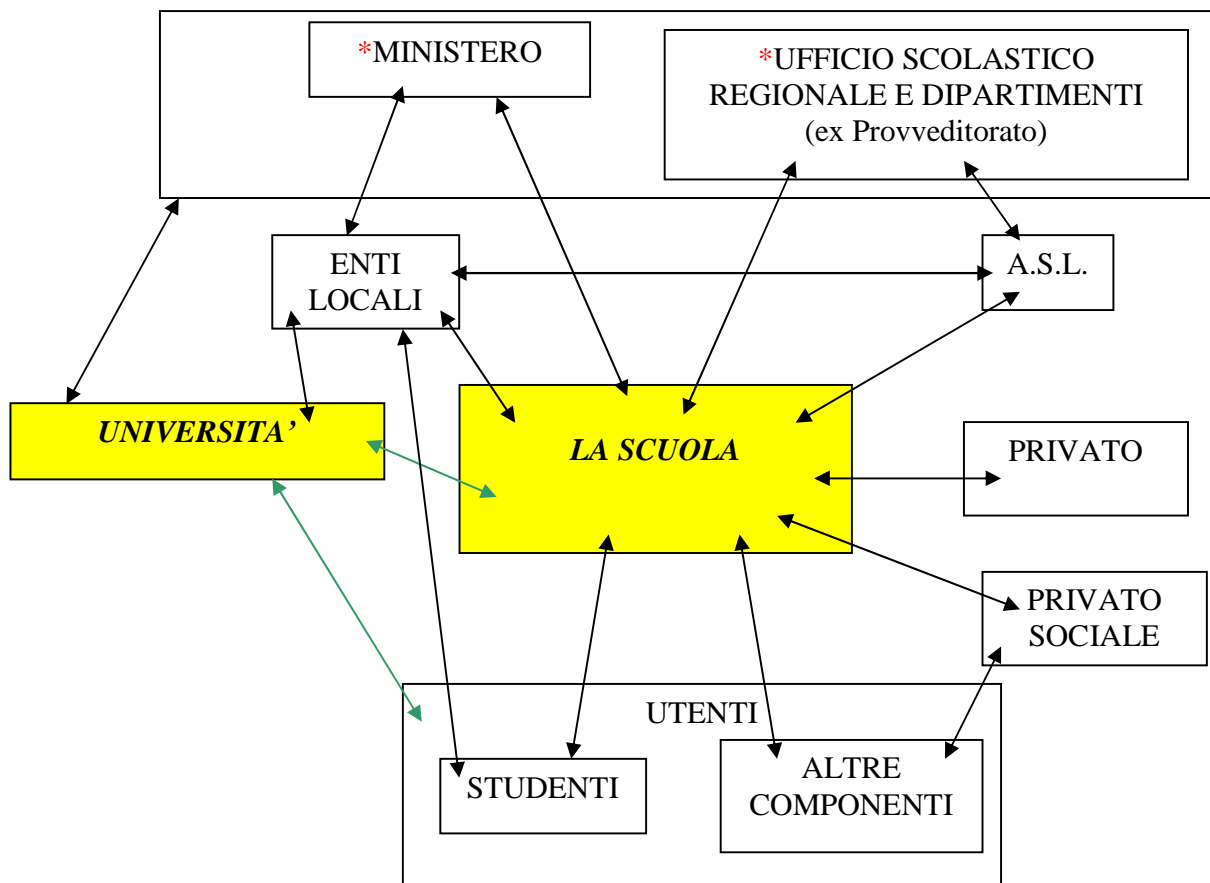 *MINISTERO
*UFFICIO SCOLASTICO
REGIONALE E DIPARTIMENTI
(ex Provveditorato)
ENTI
LOCALI
A.S.L.
UNIVERSITA’
LA SCUOLA
PRIVATO
PRIVATO
SOCIALE
UTENTI
STUDENTI
ALTRE
COMPONENTI